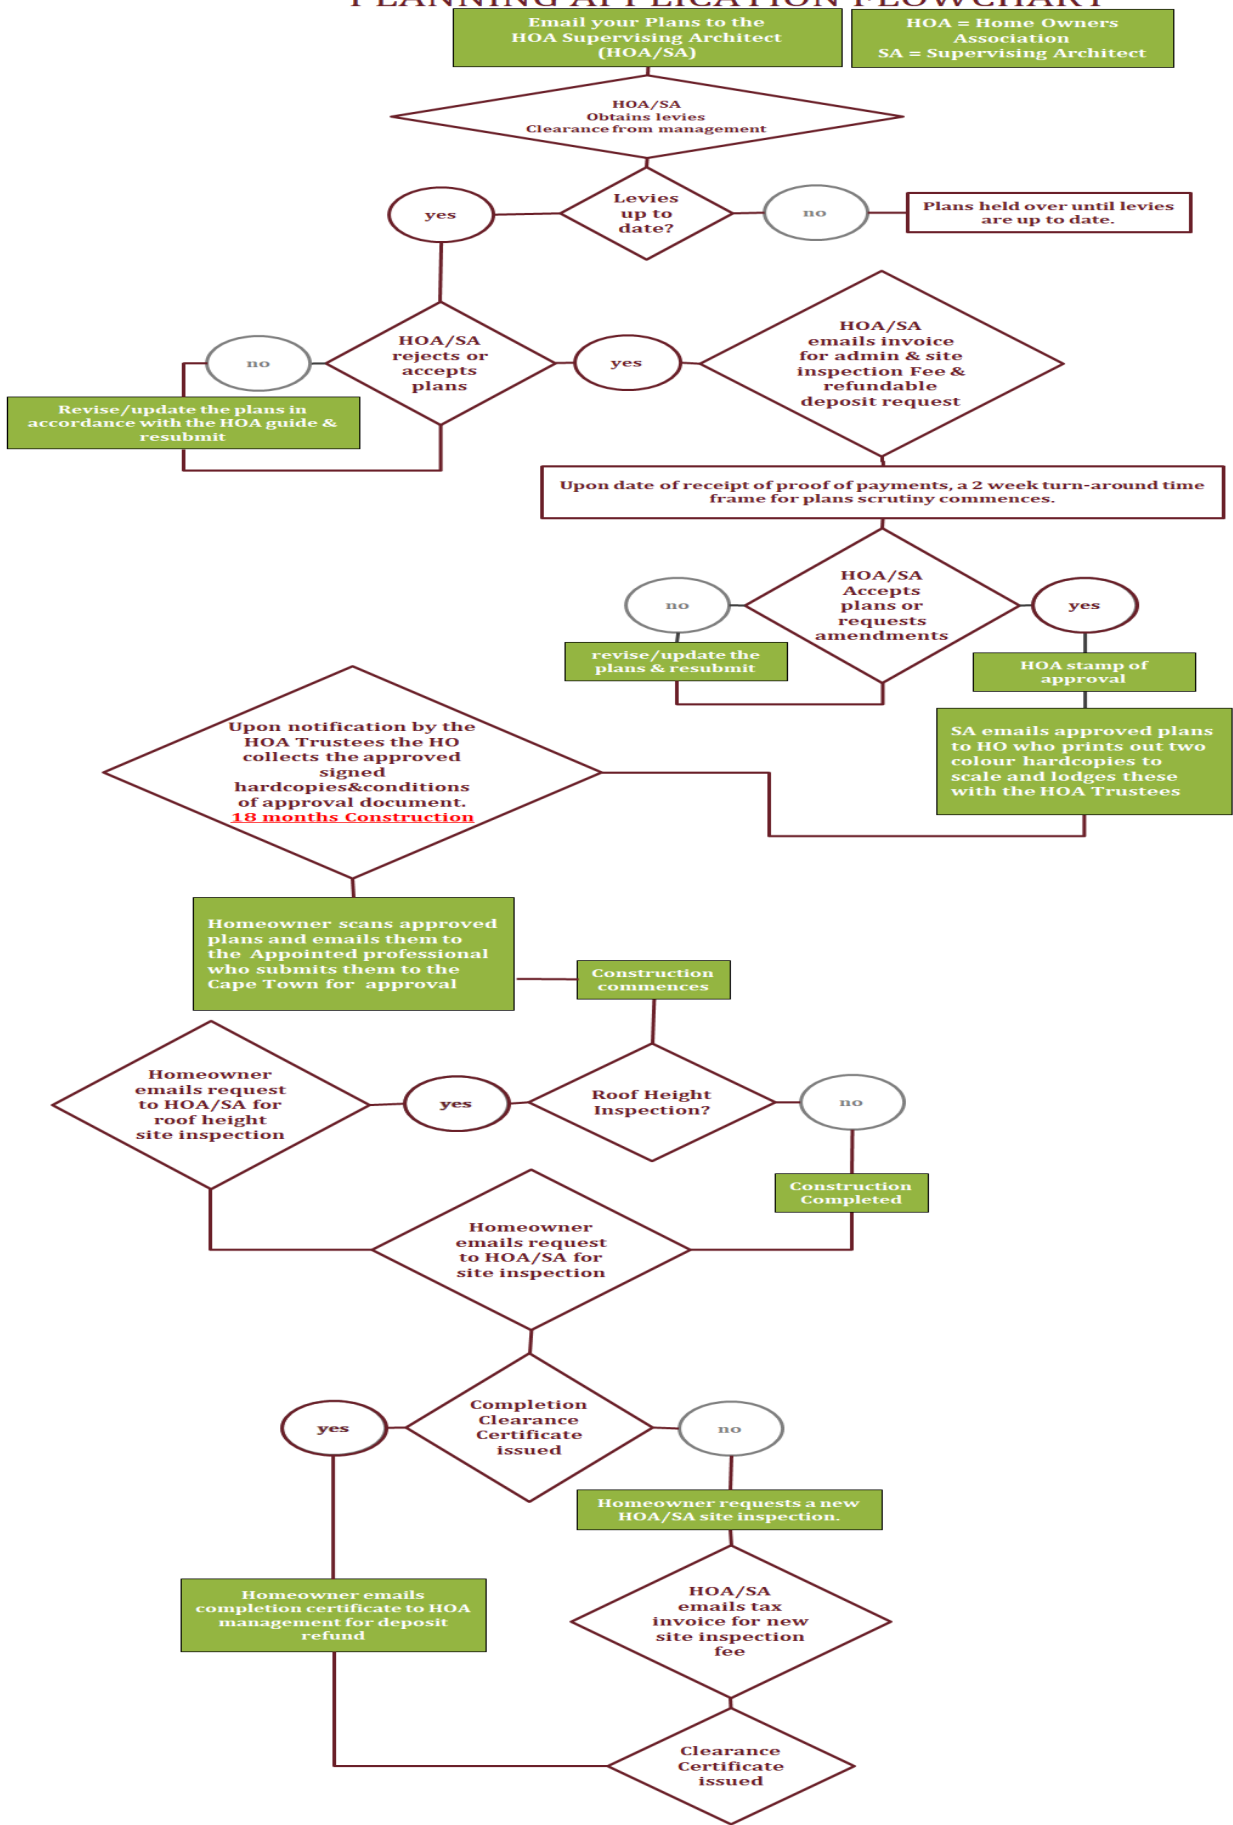 PLANNING APPLICATION FLOWCHART
Email your Plans to the
HOA Supervising Architect
(HOA/SA)
HOA = Home Owners
Association
SA = Supervising Architect
HOA/SA
Obtains levies
Clearance from management
Levies
up to
date?
yes
no
Plans held over until levies
are up to date.
HOA/SA
rejects or
accepts
plans
no
yes
HOA/SA
emails invoice
for admin & site
inspection Fee &
refundable
deposit request
Revise/update the plans in
accordance with the HOA guide &
resubmit
Upon date of receipt of proof of payments, a 2 week turn-around time
frame for plans scrutiny commences.
HOA/SA
Accepts
plans or
requests
amendments
no
yes
revise/update the
plans & resubmit
HOA stamp of
approval
SA emails approved plans
to HO who prints out two
colour hardcopies to
scale and lodges these
with the HOA Trustees
Upon notification by the
HOA Trustees the HO
collects the approved
signed
hardcopies&conditions
of approval document.
18 months Construction
Homeowner scans approved
plans and emails them to
the Appointed professional
who submits them to the
Cape Town for approval
Construction
commences
Roof Height
Inspection?
yes
no
Homeowner
emails request
to HOA/SA for
roof height
site inspection
Construction
Completed
Homeowner
emails request
to HOA/SA for
site inspection
Completion
Clearance
Certificate
issued
yes
no
Homeowner requests a new
HOA/SA site inspection.
Homeowner emails
completion certificate to HOA
management for deposit
refund
HOA/SA
emails tax
invoice for new
site inspection
fee
Clearance
Certificate
issued